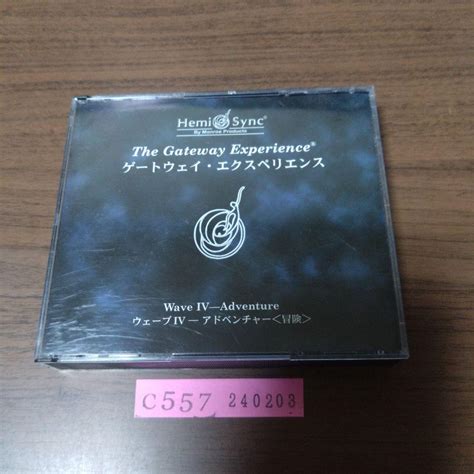 Hemi Sync®
By Monroe Products
The Gateway Experience®
ゲートウェイ・エクスペリエンス
Wave IV—Adventure
ウェーブ IV — アドベンチャー<冒険>
C557 240203